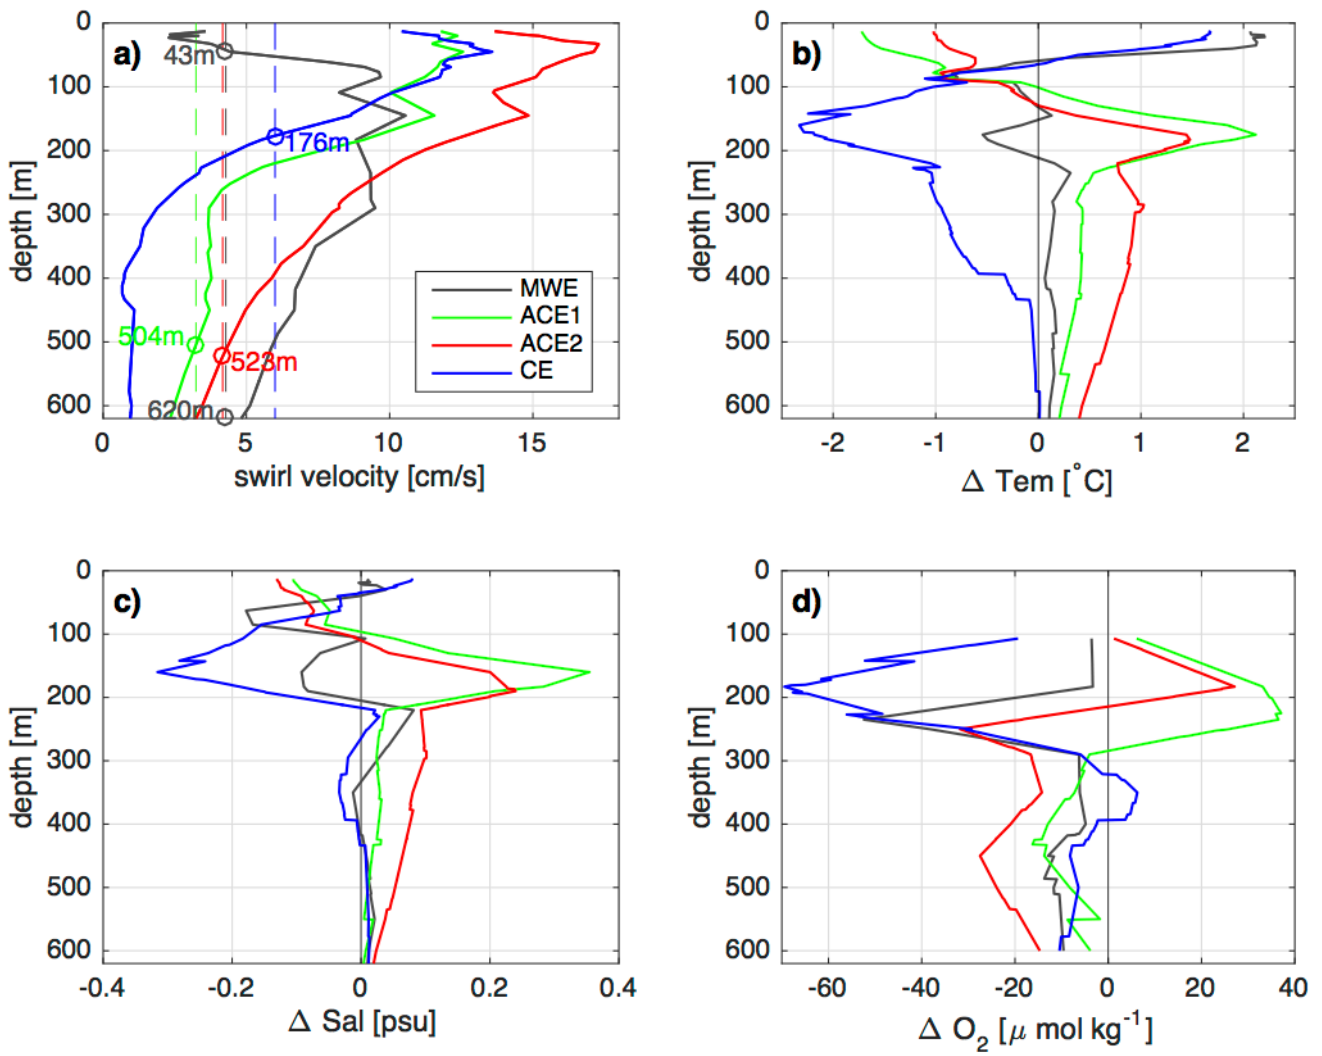 a)
0
100
200
300
400
500
600
depth [m]
43m
176m
504m
523m
620m
MWE
ACE1
ACE2
CE
0
5
10
15
swirl velocity [cm/s]
b)
0
100
200
300
400
500
600
depth [m]
-2
-1
0
1
2
Δ Tem [°C]
c)
0
100
200
300
400
500
600
depth [m]
-0.4
-0.2
0
0.2
0.4
Δ Sal [psu]
d)
0
100
200
300
400
500
600
depth [m]
-60
-40
-20
0
20
40
Δ O₂ [μ mol kg⁻¹]